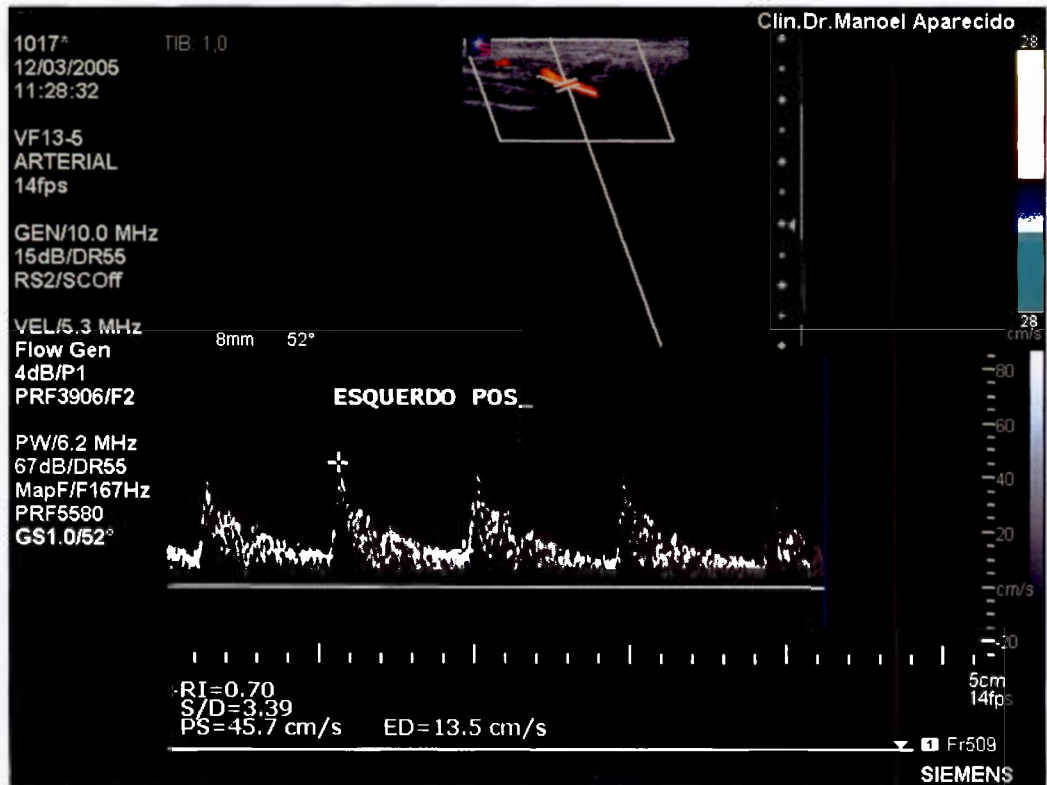 Clin.Dr.Manoel Aparecido
1017*
TIB: 1,0
12/03/2005
11:28:32
VF13-5
ARTERIAL
14fps
GEN/10.0 MHz
15dB/DR55
RS2/SCOff
VEL/5.3 MHz
Flow Gen
4dB/P1
PRF3906/F2
PW/6.2 MHz
67dB/DR55
MapF/F167Hz
PRF5580
GS1.0/52°
28
28
cm/s
8mm 52°
ESQUERDO POS_
80
60
40
20
cm/s
-20
5cm
14fps
RI=0.70
S/D=3.39
PS=45.7 cm/s ED=13.5 cm/s
1 Fr509
SIEMENS